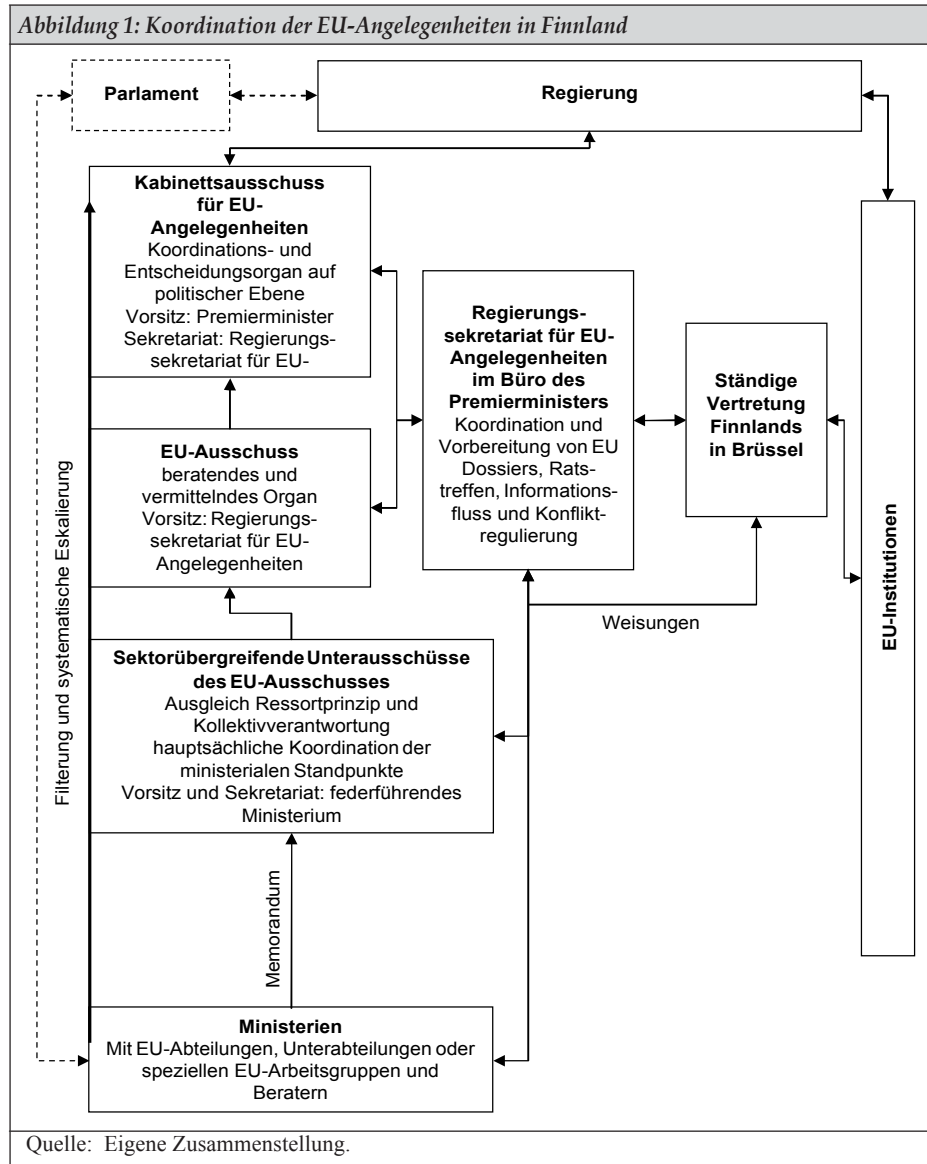 Abbildung 1: Koordination der EU-Angelegenheiten in Finnland
Parlament
Regierung
Kabinettsausschuss
für EU-
Angelegenheiten
Koordinations- und
Entscheidungsorgan auf
politischer Ebene
Vorsitz: Premierminister
Sekretariat: Regierungs-
sekretariat für EU-
EU-Ausschuss
beratendes und
vermittelndes Organ
Vorsitz: Regierungs-
sekretariat für EU-
Angelegenheiten
Regierungs-
sekretariat für EU-
Angelegenheiten
im Büro des
Premierministers
Koordination und
Vorbereitung von EU
Dossiers, Rats-
treffen, Informations-
fluss und Konflikt-
regulierung
Ständige
Vertretung
Finnlands
in Brüssel
EU-Institutionen
Weisungen
Filterung und systematische Eskalierung
Sektorübergreifende Unterausschüsse
des EU-Ausschusses
Ausgleich Ressortprinzip und
Kollektivverantwortung
hauptsächliche Koordination der
ministerialen Standpunkte
Vorsitz und Sekretariat: federführendes
Ministerium
Memorandum
Ministerien
Mit EU-Abteilungen, Unterabteilungen oder
speziellen EU-Arbeitsgruppen und
Beratern
Quelle: Eigene Zusammenstellung.